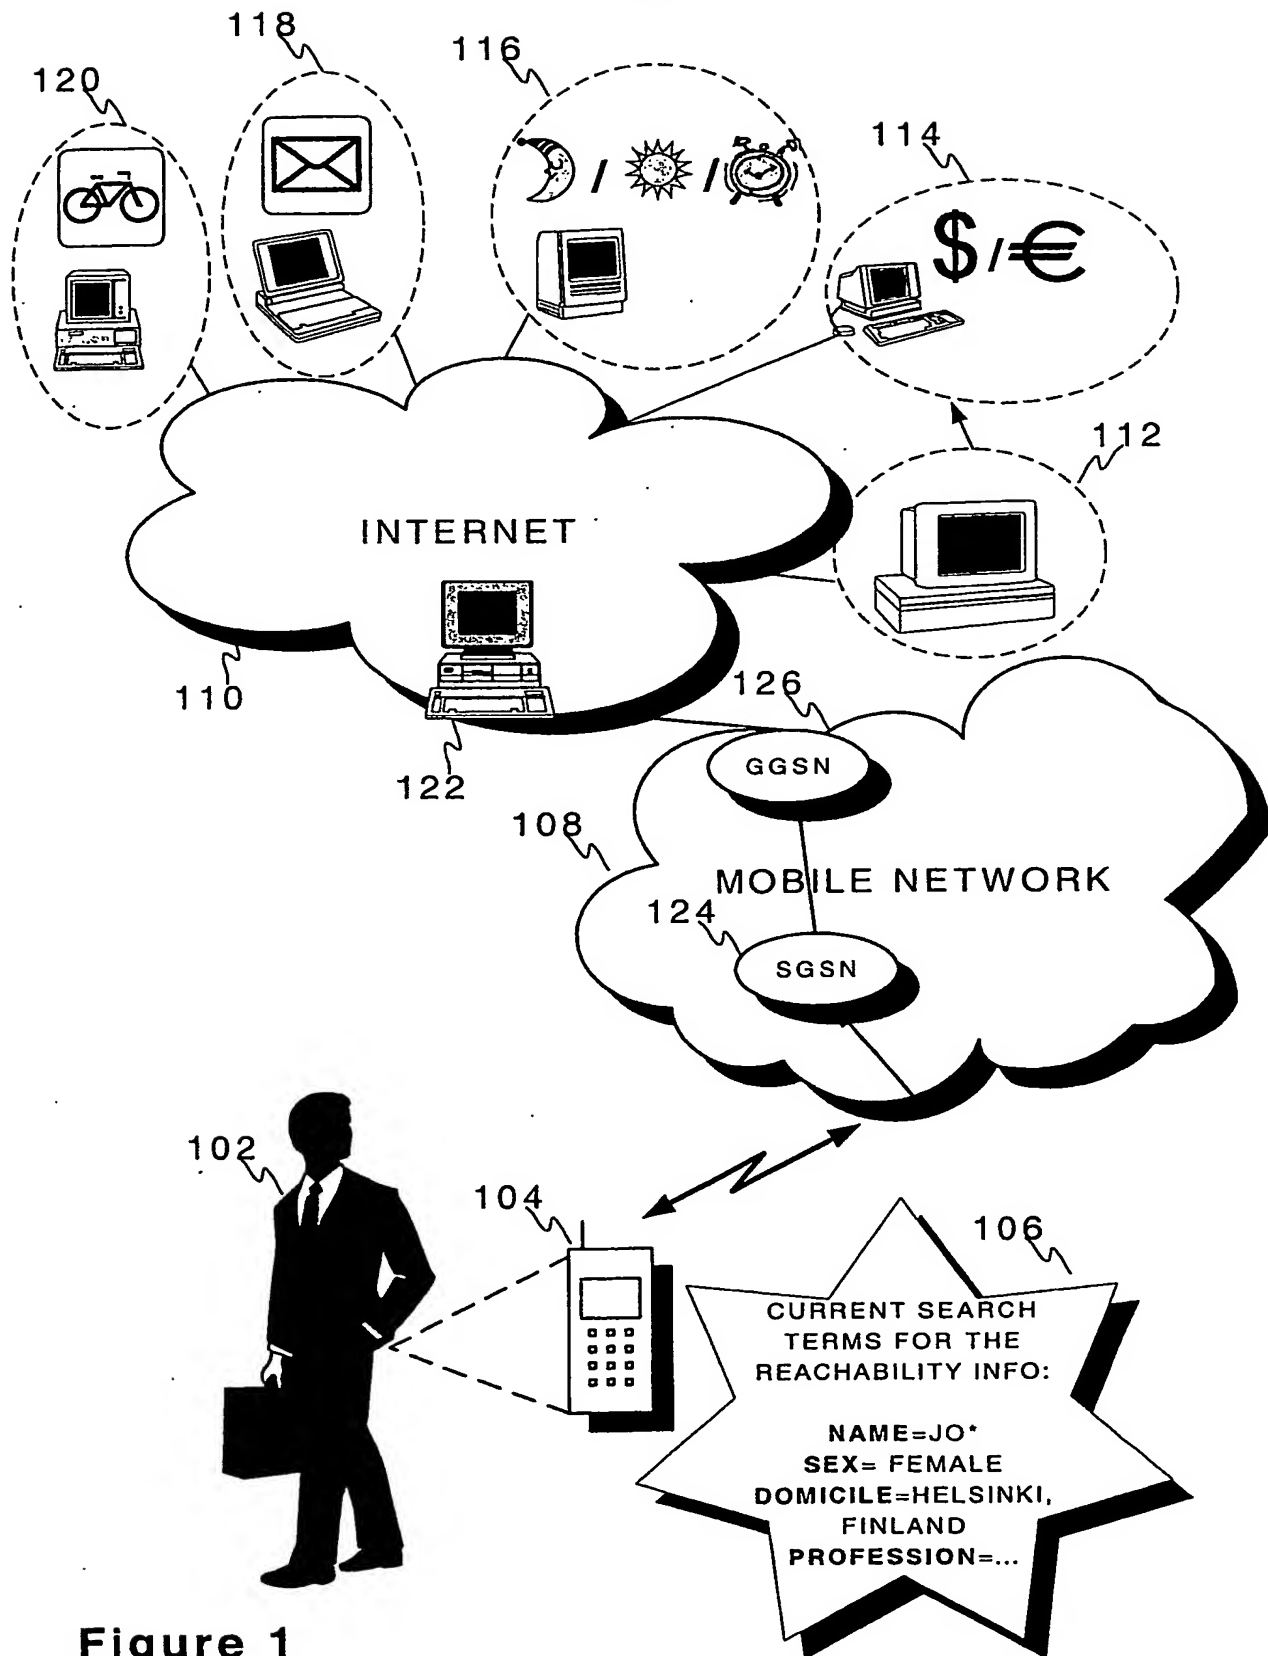 118
116
120
114
$/€
112
INTERNET
110
126
122
GGSN
108
MOBILE NETWORK
124
SGSN
102
104
106
CURRENT SEARCH
TERMS FOR THE
REACHABILITY INFO:
NAME=JO*
SEX= FEMALE
DOMICILE=HELSINKI,
FINLAND
PROFESSION=...
Figure 1